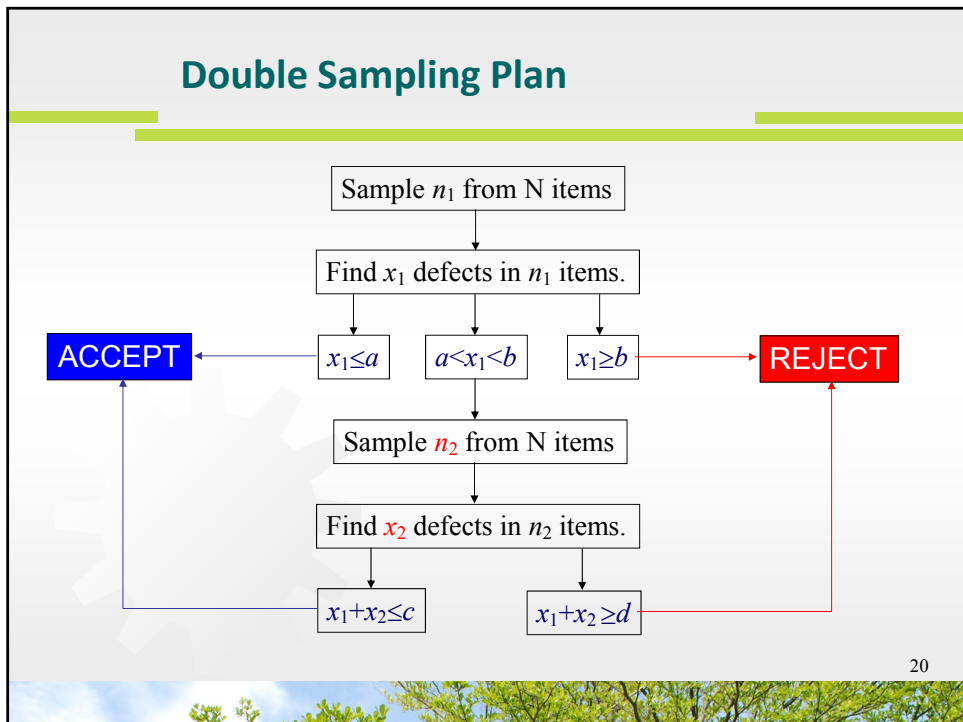 Double Sampling Plan
Sample n₁ from N items
Find x₁ defects in n₁ items.
ACCEPT
x₁≤a
a<x₁<b
x₁≥b
REJECT
Sample n₂ from N items
Find x₂ defects in n₂ items.
x₁+x₂≤c
x₁+x₂ ≥d
20